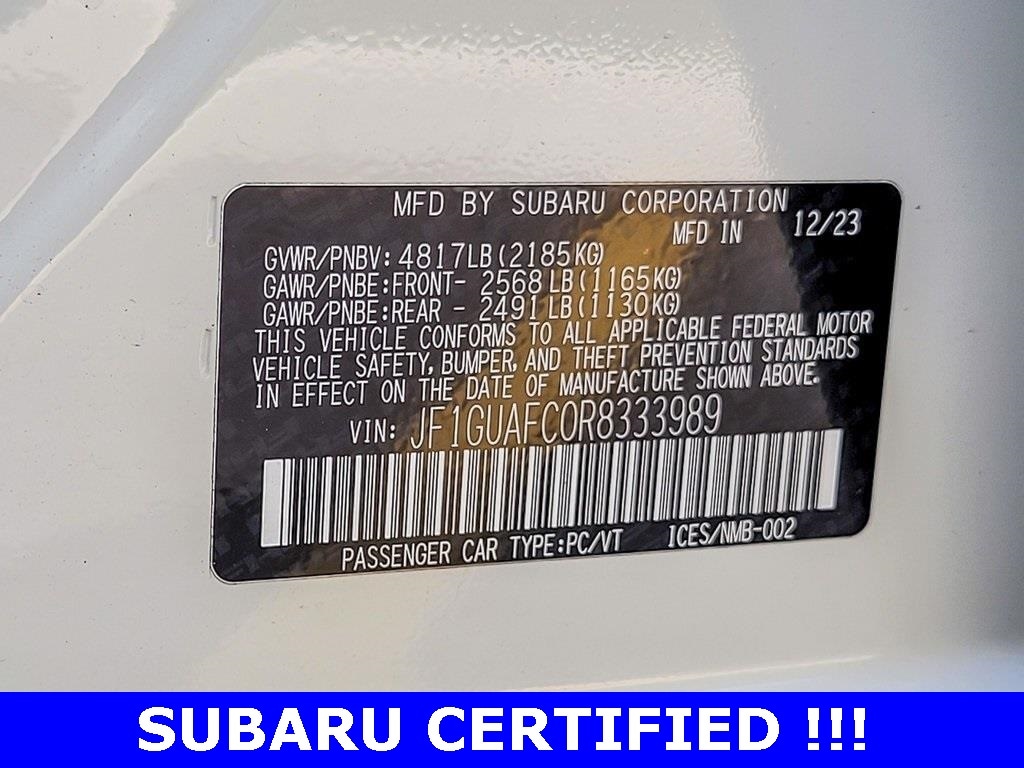 MFD BY SUBARU CORPORATION
MFD IN 12/23
GVWR/PNBV: 4817LB(2185KG)
GAWR/PNBE:FRONT- 2568LB(1165KG)
GAWR/PNBE:REAR - 2491LB(1130KG)
THIS VEHICLE CONFORMS TO ALL APPLICABLE FEDERAL MOTOR
VEHICLE SAFETY, BUMPER, AND THEFT PREVENTION STANDARDS
IN EFFECT ON THE DATE OF MANUFACTURE SHOWN ABOVE.
VIN: JF1GUAFC0R8333989
PASSENGER CAR TYPE:PC/VT ICES/NMB-002
SUBARU CERTIFIED !!!